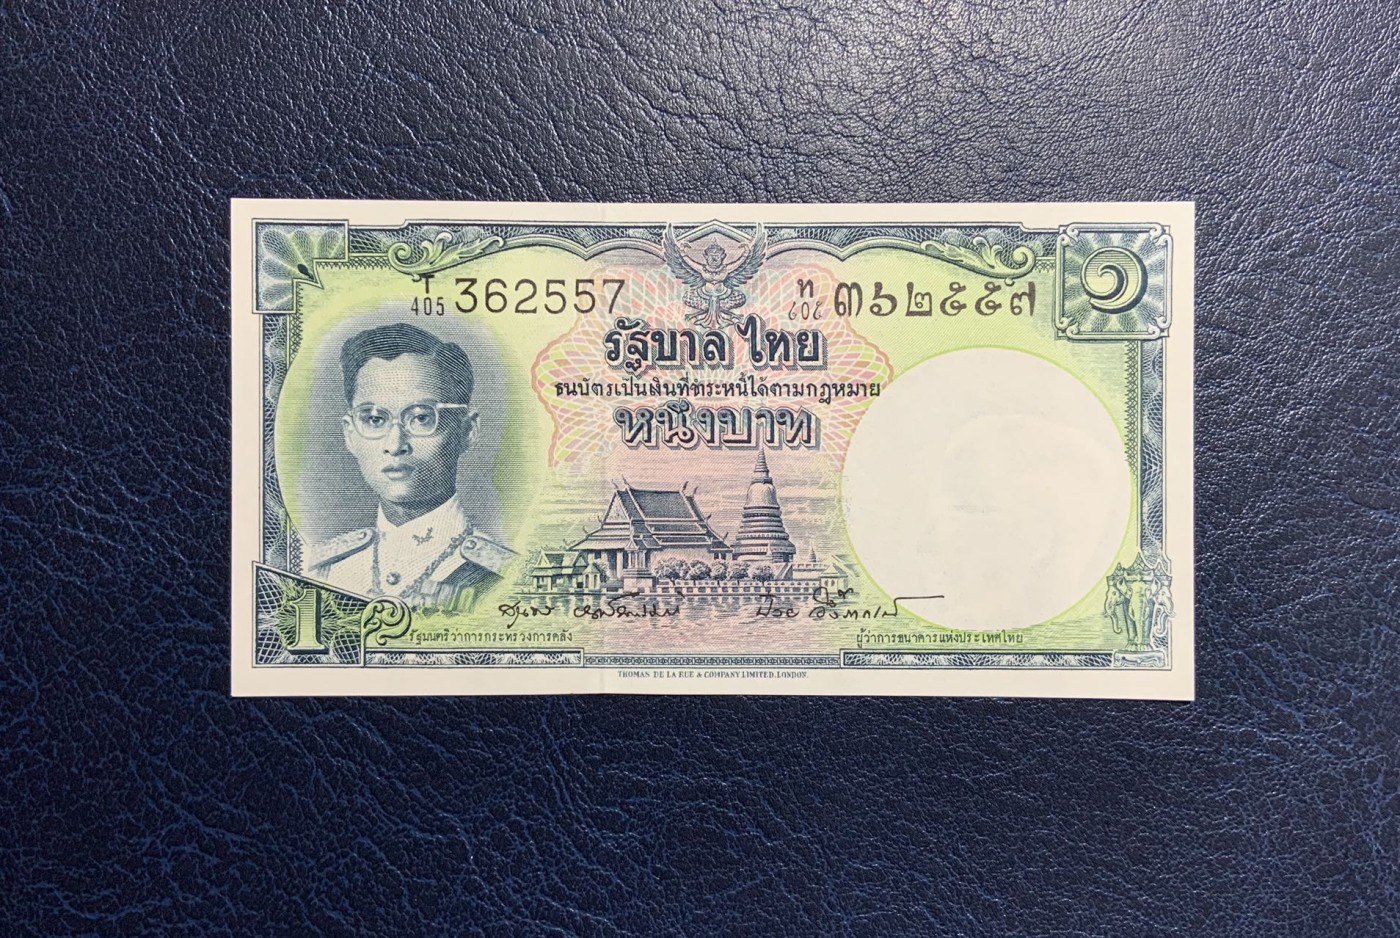 T
405 362557
ท
๔๐๕ ๓๖๒๕๕๗
๑
รัฐบาลไทย
ธนบัตรเป็นเงินที่ชำระหนี้ได้ตามกฎหมาย
หนึ่งบาท
1
รัฐมนตรีว่าการกระทรวงการคลัง
ผู้ว่าการธนาคารแห่งประเทศไทย
THOMAS DE LA RUE & COMPANY LIMITED, LONDON.